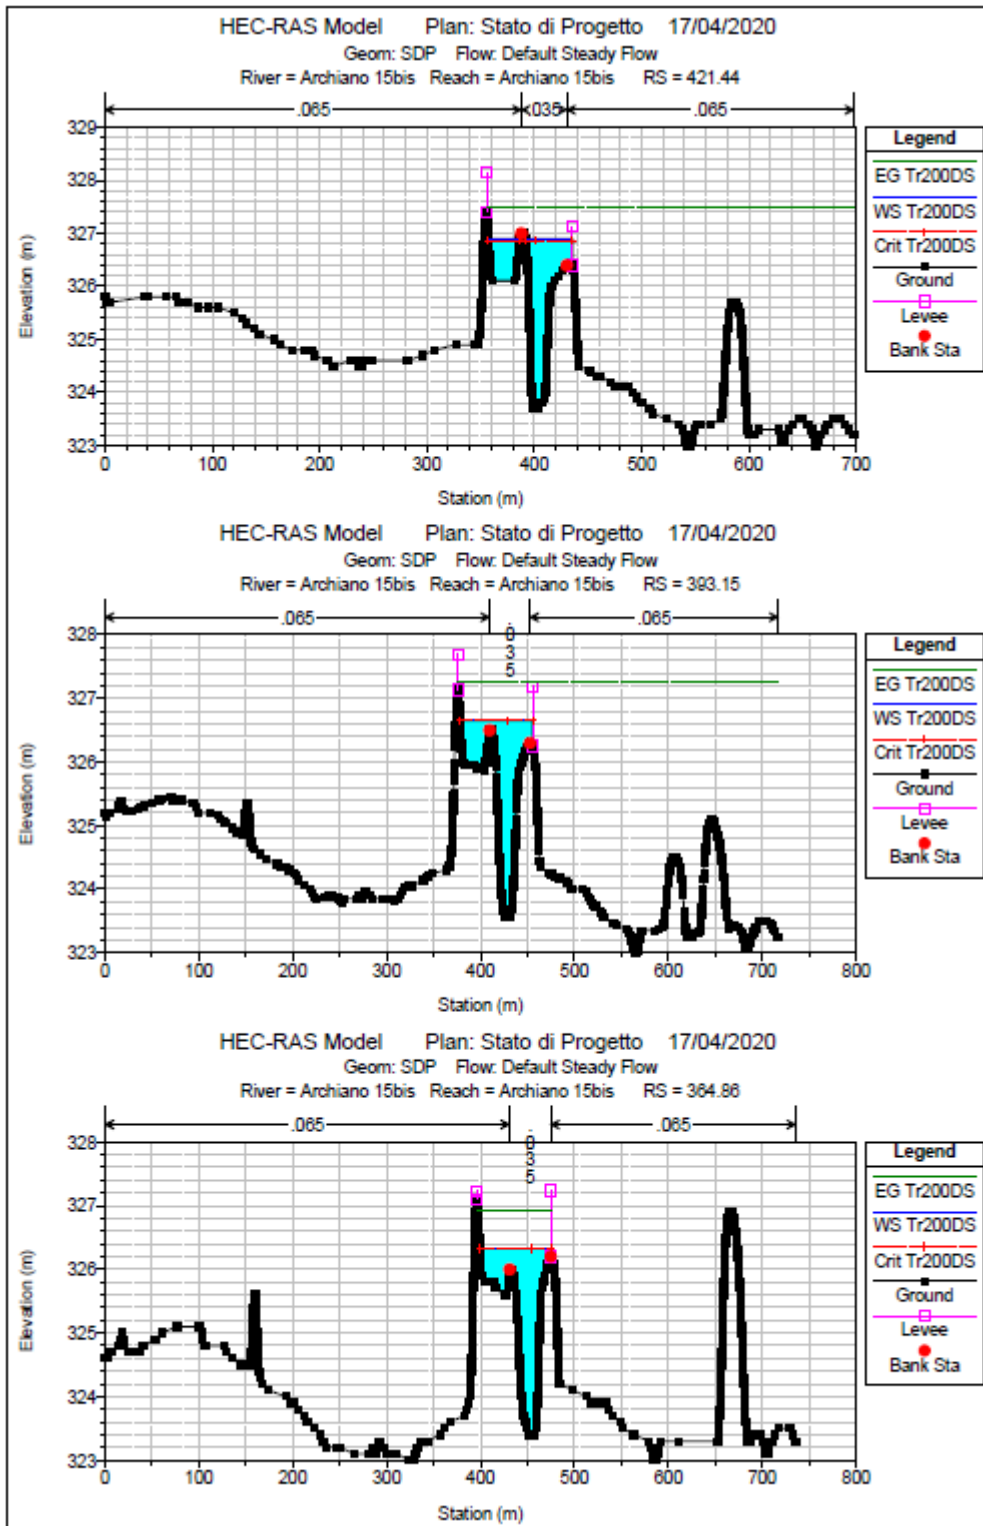 HEC-RAS Model Plan: Stato di Progetto 17/04/2020
Geom: SDP Flow: Default Steady Flow
River = Archiano 15bis Reach = Archiano 15bis RS = 421.44
.065 .035 .065
329
328
327
326
325
324
323
Elevation (m)
0 100 200 300 400 500 600 700
Station (m)
Legend
EG Tr200DS
WS Tr200DS
Crit Tr200DS
Ground
Levee
Bank Sta
HEC-RAS Model Plan: Stato di Progetto 17/04/2020
Geom: SDP Flow: Default Steady Flow
River = Archiano 15bis Reach = Archiano 15bis RS = 393.15
.065 .035 .065
328
327
326
325
324
323
Elevation (m)
0 100 200 300 400 500 600 700 800
Station (m)
Legend
EG Tr200DS
WS Tr200DS
Crit Tr200DS
Ground
Levee
Bank Sta
HEC-RAS Model Plan: Stato di Progetto 17/04/2020
Geom: SDP Flow: Default Steady Flow
River = Archiano 15bis Reach = Archiano 15bis RS = 364.86
.065 .035 .065
328
327
326
325
324
323
Elevation (m)
0 100 200 300 400 500 600 700 800
Station (m)
Legend
EG Tr200DS
WS Tr200DS
Crit Tr200DS
Ground
Levee
Bank Sta